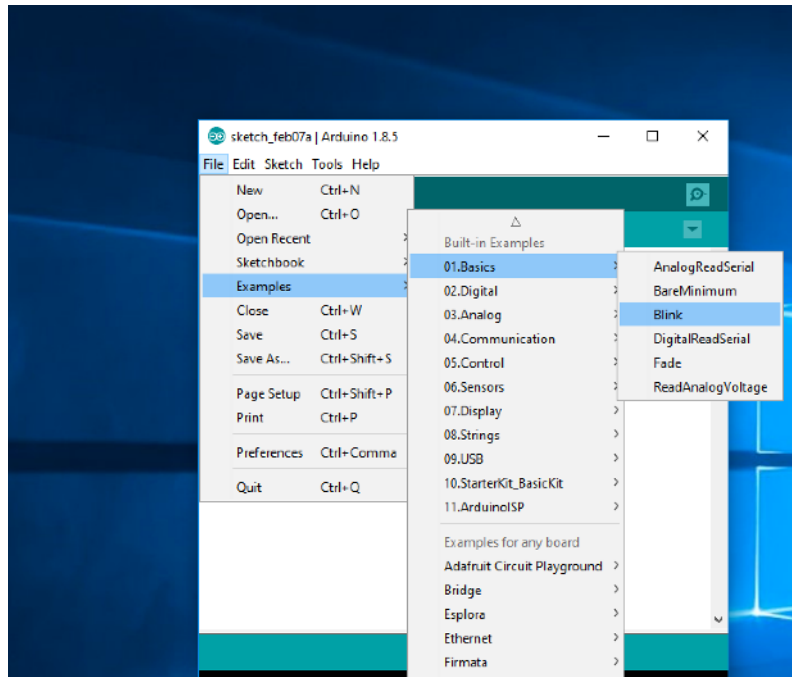 sketch_feb07a | Arduino 1.8.5
File Edit Sketch Tools Help
New Ctrl+N
Open... Ctrl+O
Open Recent
Sketchbook
Examples
Close Ctrl+W
Save Ctrl+S
Save As... Ctrl+Shift+S
Page Setup Ctrl+Shift+P
Print Ctrl+P
Preferences Ctrl+Comma
Quit Ctrl+Q
Built-in Examples
01.Basics
02.Digital
03.Analog
04.Communication
05.Control
06.Sensors
07.Display
08.Strings
09.USB
10.StarterKit_BasicKit
11.ArduinoISP
Examples for any board
Adafruit Circuit Playground
Bridge
Esplora
Ethernet
Firmata
AnalogReadSerial
BareMinimum
Blink
DigitalReadSerial
Fade
ReadAnalogVoltage